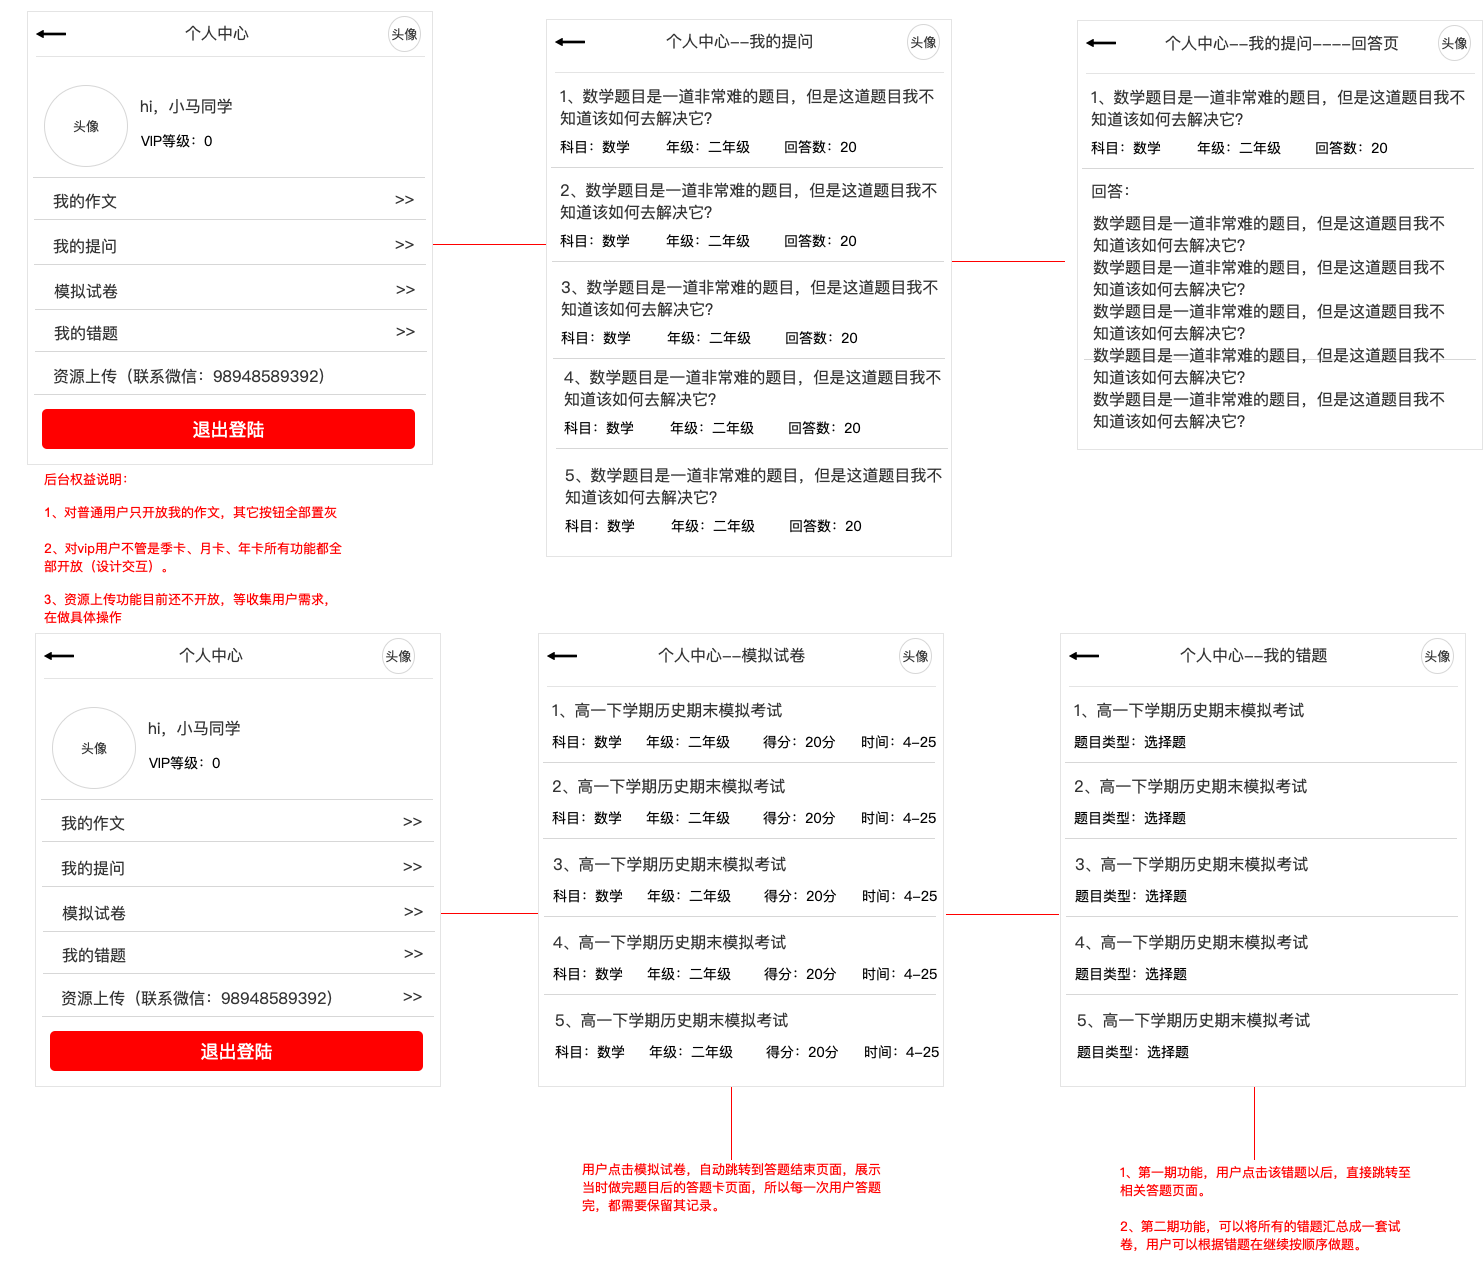 个人中心
头像
头像
hi，小马同学
VIP等级：0
我的作文
>>
我的提问
>>
模拟试卷
>>
我的错题
>>
资源上传（联系微信：98948589392）
退出登陆
后台权益说明：
1、对普通用户只开放我的作文，其它按钮全部置灰
2、对vip用户不管是季卡、月卡、年卡所有功能都全
部开放（设计交互）。
3、资源上传功能目前还不开放，等收集用户需求，
在做具体操作
个人中心--我的提问
头像
1、数学题目是一道非常难的题目，但是这道题目我不
知道该如何去解决它?
科目：数学 年级：二年级 回答数：20
2、数学题目是一道非常难的题目，但是这道题目我不
知道该如何去解决它?
科目：数学 年级：二年级 回答数：20
3、数学题目是一道非常难的题目，但是这道题目我不
知道该如何去解决它?
科目：数学 年级：二年级 回答数：20
4、数学题目是一道非常难的题目，但是这道题目我不
知道该如何去解决它?
科目：数学 年级：二年级 回答数：20
5、数学题目是一道非常难的题目，但是这道题目我不
知道该如何去解决它?
科目：数学 年级：二年级 回答数：20
个人中心--我的提问----回答页
头像
1、数学题目是一道非常难的题目，但是这道题目我不
知道该如何去解决它?
科目：数学 年级：二年级 回答数：20
回答：
数学题目是一道非常难的题目，但是这道题目我不
知道该如何去解决它?
数学题目是一道非常难的题目，但是这道题目我不
知道该如何去解决它?
数学题目是一道非常难的题目，但是这道题目我不
知道该如何去解决它?
数学题目是一道非常难的题目，但是这道题目我不
知道该如何去解决它?
数学题目是一道非常难的题目，但是这道题目我不
知道该如何去解决它?
个人中心
头像
头像
hi，小马同学
VIP等级：0
我的作文
>>
我的提问
>>
模拟试卷
>>
我的错题
>>
资源上传（联系微信：98948589392）
>>
退出登陆
个人中心--模拟试卷
头像
1、高一下学期历史期末模拟考试
科目：数学 年级：二年级 得分：20分 时间：4-25
2、高一下学期历史期末模拟考试
科目：数学 年级：二年级 得分：20分 时间：4-25
3、高一下学期历史期末模拟考试
科目：数学 年级：二年级 得分：20分 时间：4-25
4、高一下学期历史期末模拟考试
科目：数学 年级：二年级 得分：20分 时间：4-25
5、高一下学期历史期末模拟考试
科目：数学 年级：二年级 得分：20分 时间：4-25
用户点击模拟试卷，自动跳转到答题结束页面，展示
当时做完题目后的答题卡页面，所以每一次用户答题
完，都需要保留其记录。
个人中心--我的错题
头像
1、高一下学期历史期末模拟考试
题目类型：选择题
2、高一下学期历史期末模拟考试
题目类型：选择题
3、高一下学期历史期末模拟考试
题目类型：选择题
4、高一下学期历史期末模拟考试
题目类型：选择题
5、高一下学期历史期末模拟考试
题目类型：选择题
1、第一期功能，用户点击该错题以后，直接跳转至
相关答题页面。
2、第二期功能，可以将所有的错题汇总成一套试
卷，用户可以根据错题在继续按顺序做题。